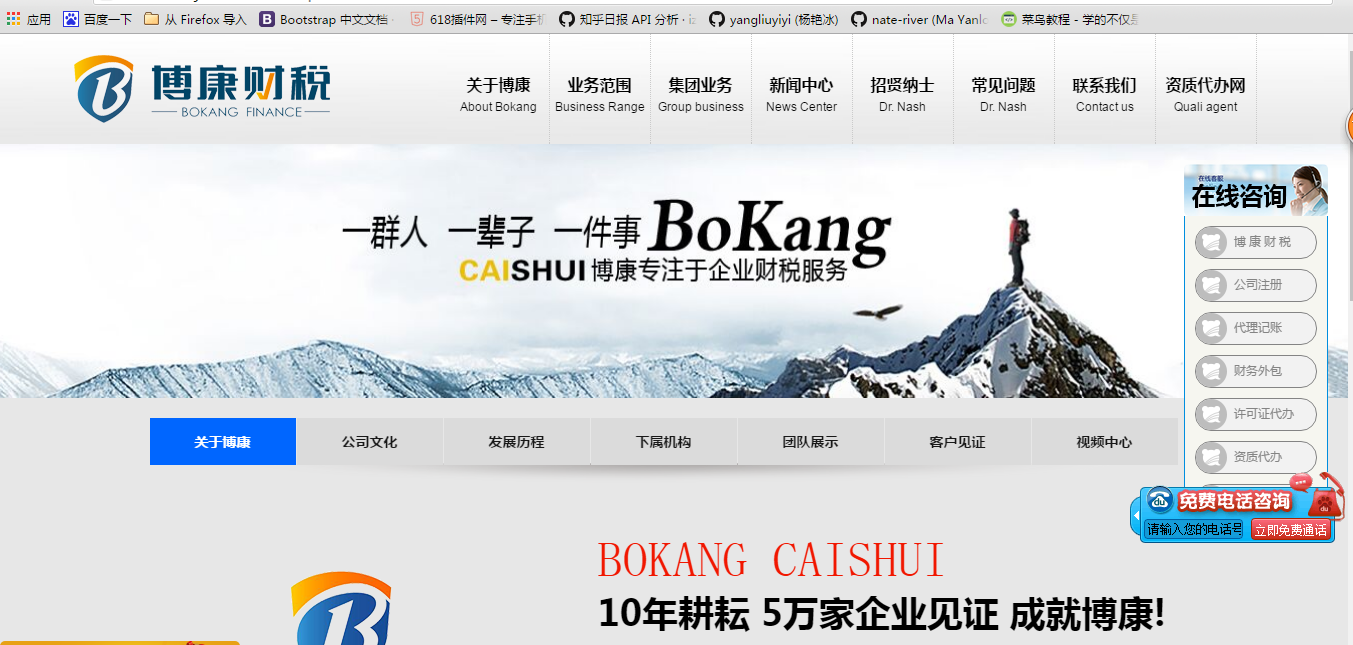 应用 百度一下 从 Firefox 导入 Bootstrap 中文文档 618插件网 – 专注手机 知乎日报 API 分析 · iz yangliuyiyi (杨艳冰) nate-river (Ma Yanlo 菜鸟教程 - 学的不仅是
博康财税
BOKANG FINANCE
关于博康 业务范围 集团业务 新闻中心 招贤纳士 常见问题 联系我们 资质代办网
About Bokang Business Range Group business News Center Dr. Nash Dr. Nash Contact us Quali agent
一群人 一辈子 一件事 BoKang
CAISHUI 博康专注于企业财税服务
在线客服
在线咨询
博康财税
公司注册
代理记账
财务外包
许可证代办
资质代办
关于博康 公司文化 发展历程 下属机构 团队展示 客户见证 视频中心
du 免费电话咨询
du
请输入您的电话号 立即免费通话
BOKANG CAISHUI
10年耕耘 5万家企业见证 成就博康!